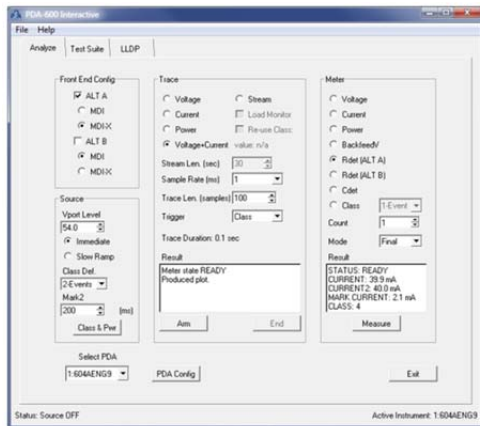 PDA-600 Interactive
File Help
Analyze Test Suite LLDP
Front End Config
ALT A
MDI
MDI-X
ALT B
MDI
MDI-X
Source
Vport Level
54.0
Immediate
Slow Ramp
Class Def.
2-Events
Mark2
200 (ms)
Class & Pwr
Trace
Voltage Stream
Current Load Monitor
Power Re-use Class
Voltage+Current value: n/a
Stream Len. (sec) 30
Sample Rate (ms) 1
Trace Len. (samples) 100
Trigger Class
Trace Duration: 0.1 sec
Result
Meter state READY
Produced plot.
Arm End
Meter
Voltage
Current
Power
BackfeedV
Rdet (ALT A)
Rdet (ALT B)
Cdet
Class 1-Event
Count 1
Mode Final
Result
STATUS: READY
CURRENT: 39.9 mA
CURRENT2: 40.0 mA
MARK CURRENT: 2.1 mA
CLASS: 4
Measure
Select PDA
1:604AENG9 PDA Config Exit
Status: Source OFF Active Instrument: 1:604AENG9